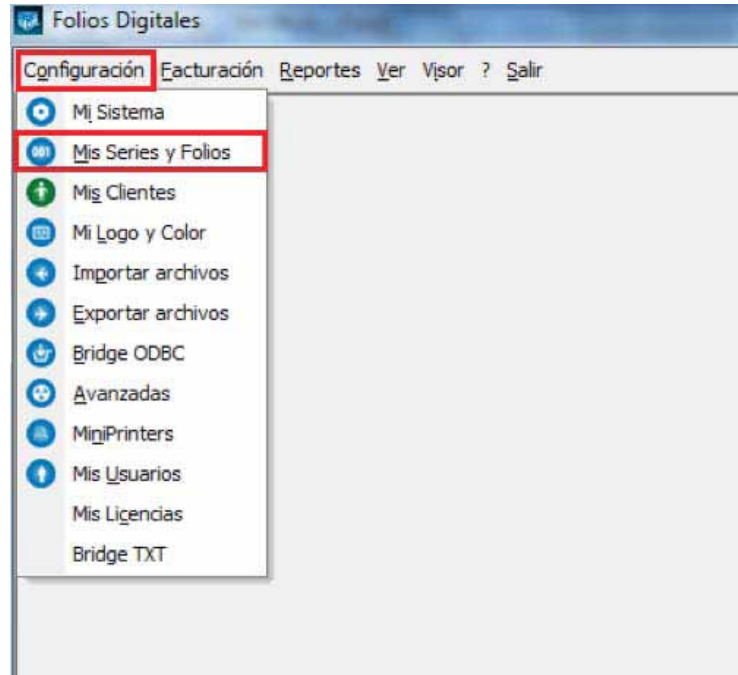 Folios Digitales
Configuración Facturación Reportes Ver Visor ? Salir
Mi Sistema
001 Mis Series y Folios
Mis Clientes
Mi Logo y Color
Importar archivos
Exportar archivos
Bridge ODBC
Avanzadas
MiniPrinters
Mis Usuarios
Mis Licencias
Bridge TXT